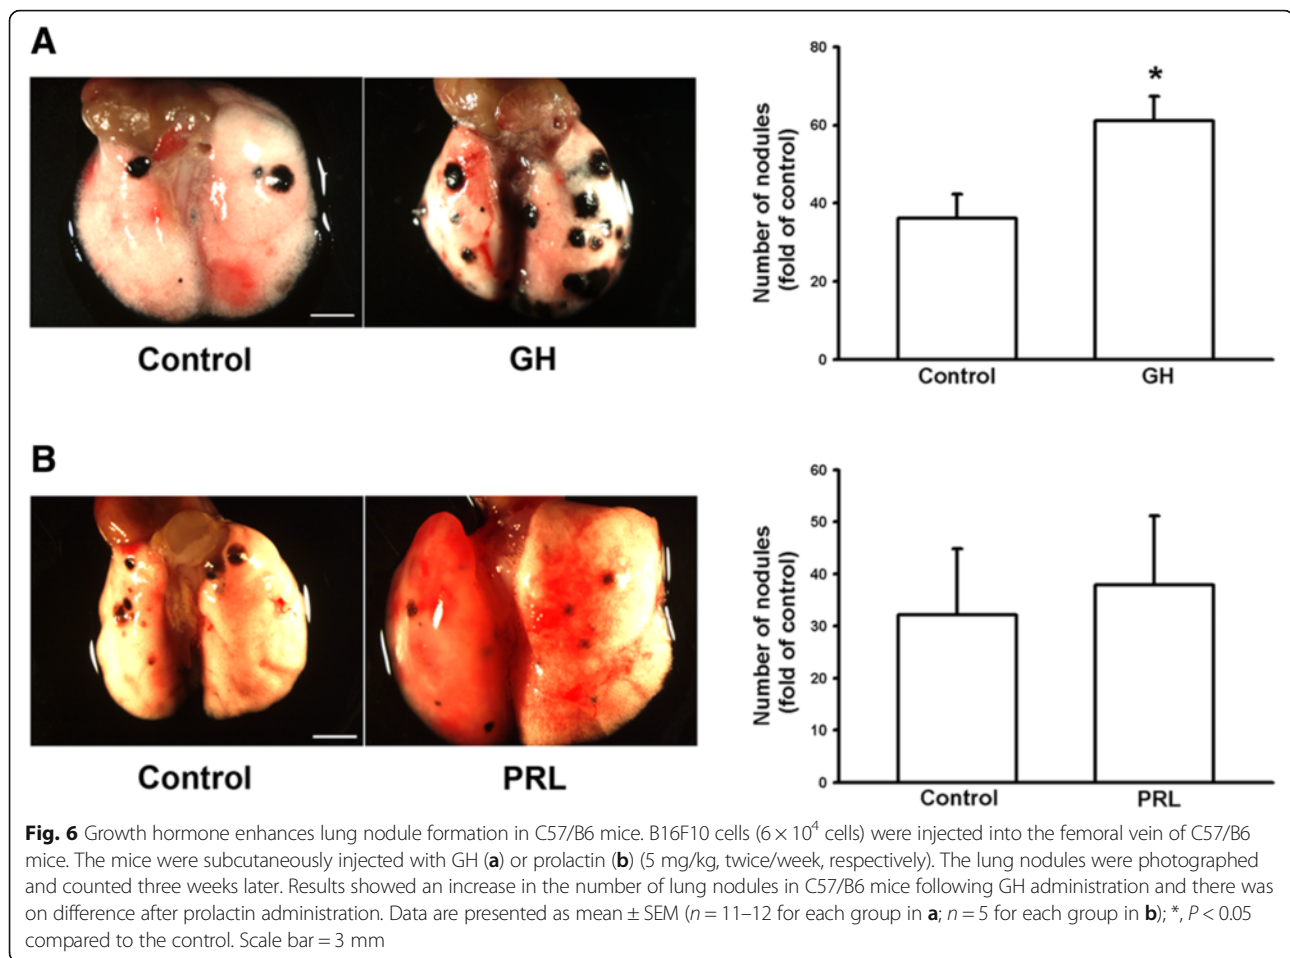 A
80
60
40
20
0
Number of nodules
(fold of control)
*
Control
GH
Control
GH
B
60
50
40
30
20
10
0
Number of nodules
(fold of control)
Control
PRL
Control
PRL
Fig. 6 Growth hormone enhances lung nodule formation in C57/B6 mice. B16F10 cells (6 × 10⁴ cells) were injected into the femoral vein of C57/B6
mice. The mice were subcutaneously injected with GH (a) or prolactin (b) (5 mg/kg, twice/week, respectively). The lung nodules were photographed
and counted three weeks later. Results showed an increase in the number of lung nodules in C57/B6 mice following GH administration and there was
on difference after prolactin administration. Data are presented as mean ± SEM (n = 11–12 for each group in a; n = 5 for each group in b); *, P < 0.05
compared to the control. Scale bar = 3 mm